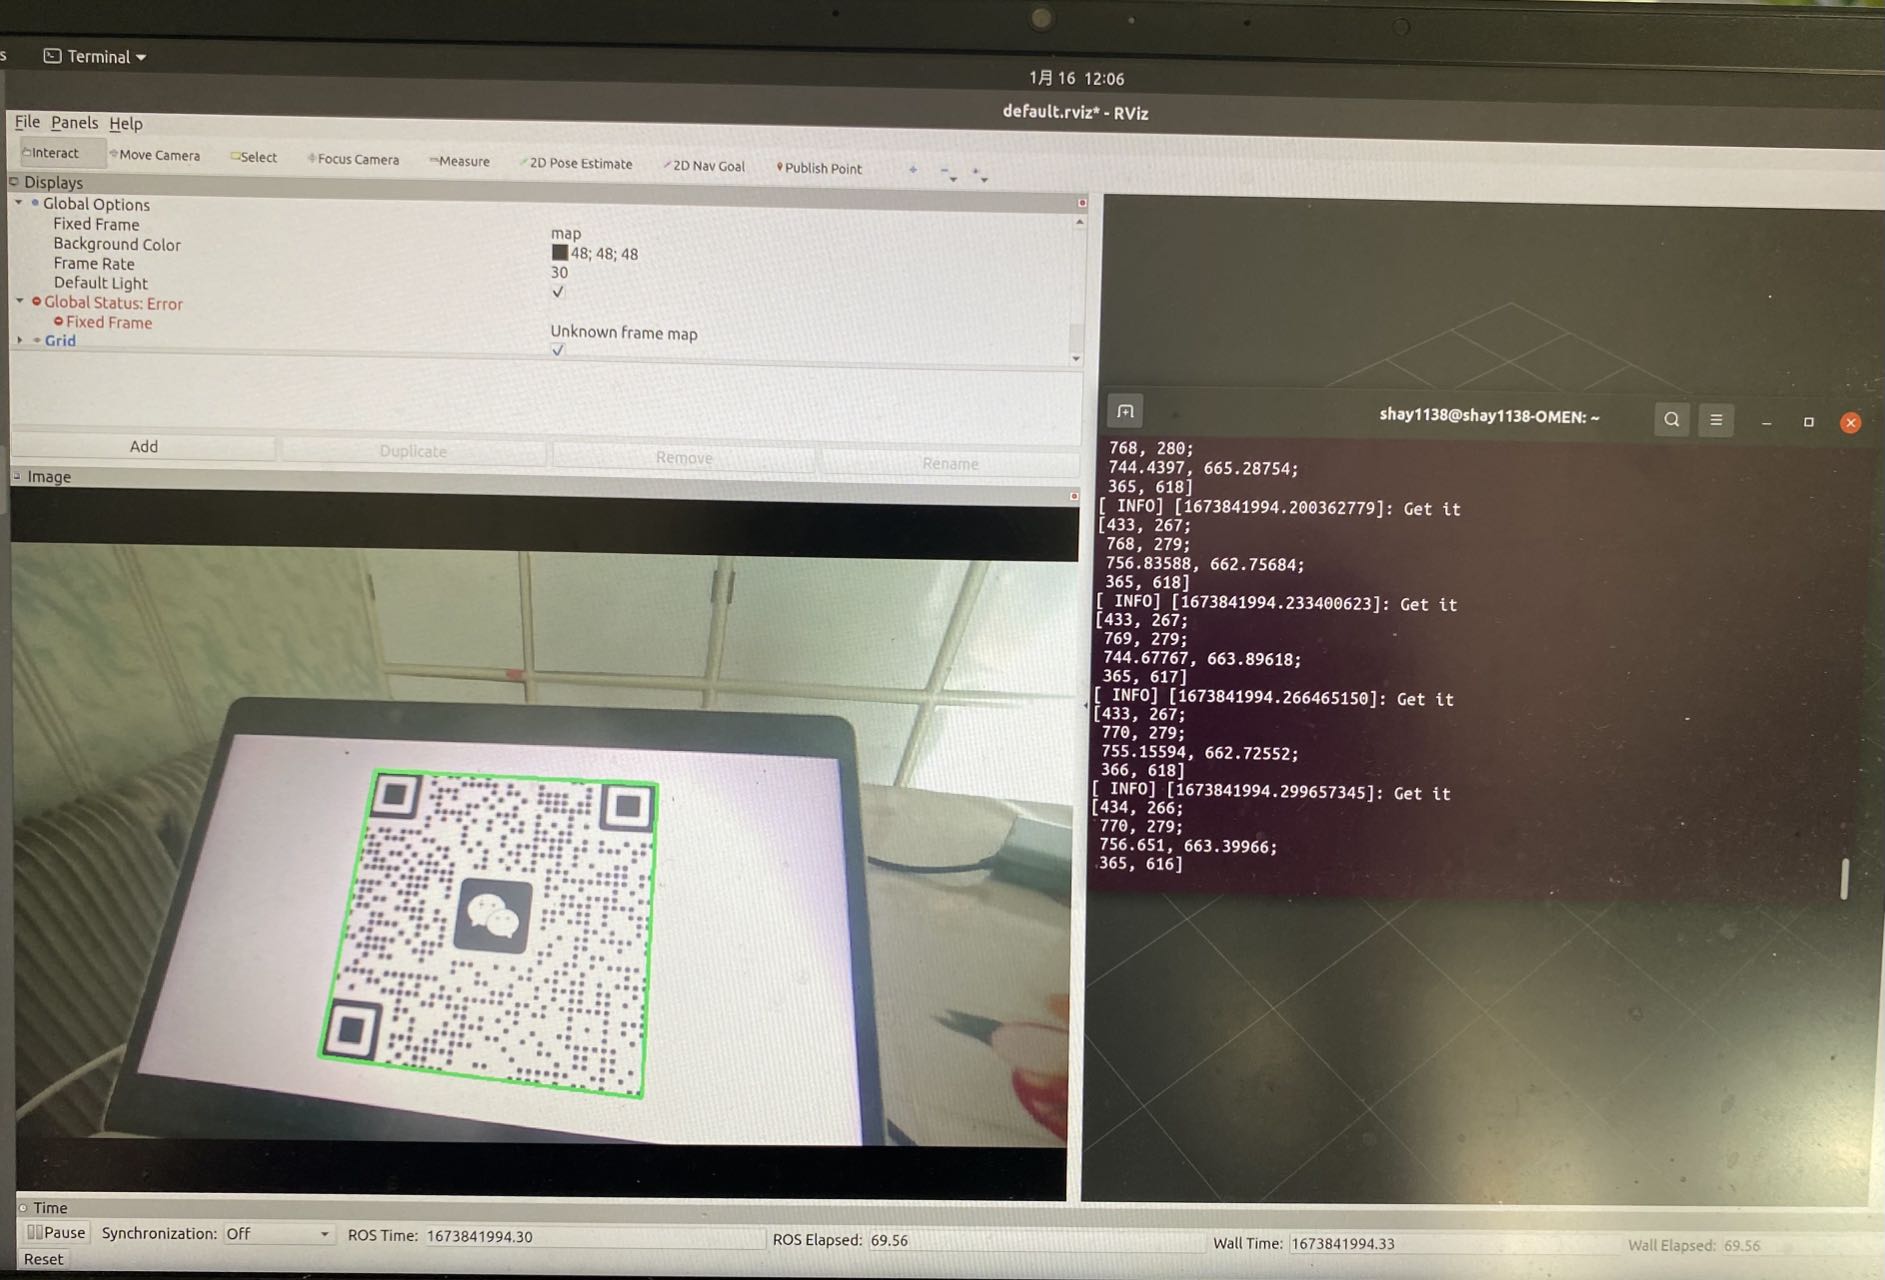 s
Terminal
1月 16 12:06
default.rviz* - RViz
File Panels Help
Interact Move Camera Select Focus Camera Measure 2D Pose Estimate 2D Nav Goal Publish Point
Displays
Global Options
Fixed Frame map
Background Color 48; 48; 48
Frame Rate 30
Default Light ✓
Global Status: Error
Fixed Frame Unknown frame map
Grid ✓
Add Duplicate Remove Rename
Image
shay1138@shay1138-OMEN: ~
768, 280;
744.4397, 665.28754;
365, 618]
[ INFO] [1673841994.200362779]: Get it
[433, 267;
768, 279;
756.83588, 662.75684;
365, 618]
[ INFO] [1673841994.233400623]: Get it
[433, 267;
769, 279;
744.67767, 663.89618;
365, 617]
[ INFO] [1673841994.266465150]: Get it
[433, 267;
770, 279;
755.15594, 662.72552;
366, 618]
[ INFO] [1673841994.299657345]: Get it
[434, 266;
770, 279;
756.651, 663.39966;
365, 616]
Time
Pause Synchronization: Off ROS Time: 1673841994.30 ROS Elapsed: 69.56 Wall Time: 1673841994.33 Wall Elapsed: 69.56
Reset